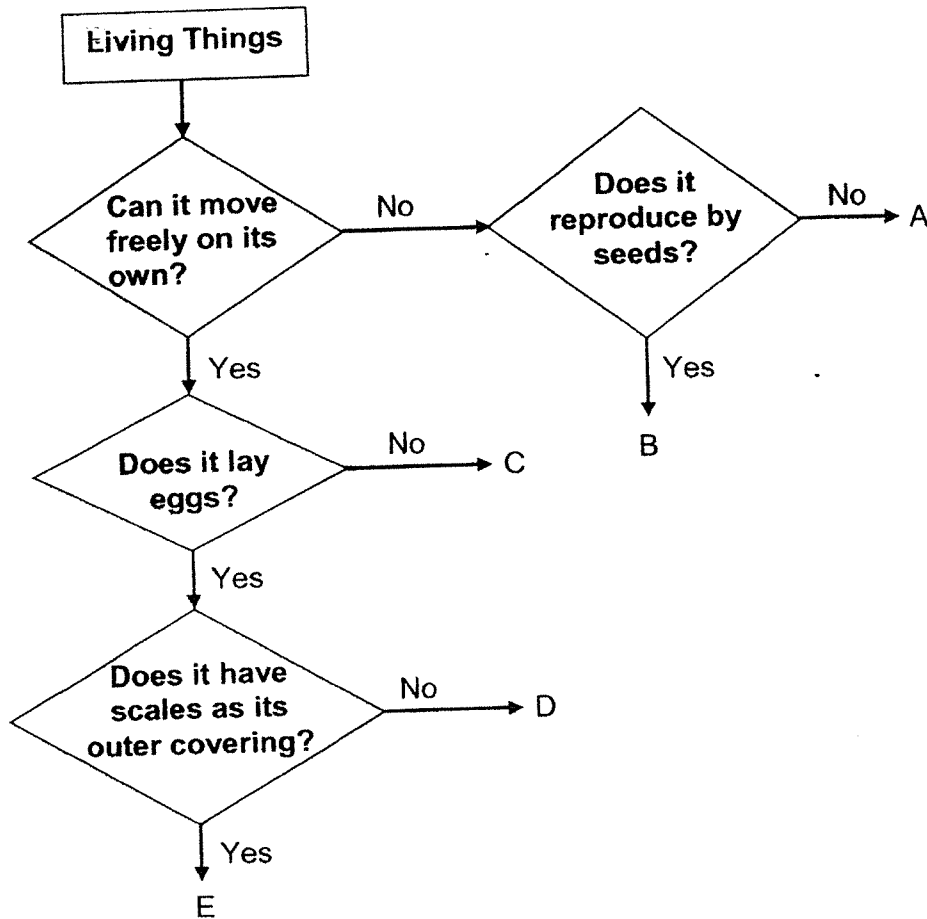 Living Things
Can it move
freely on its
own?
No
Does it
reproduce by
seeds?
No
A
Yes
Yes
B
Does it lay
eggs?
No
C
Yes
Does it have
scales as its
outer covering?
No
D
Yes
E